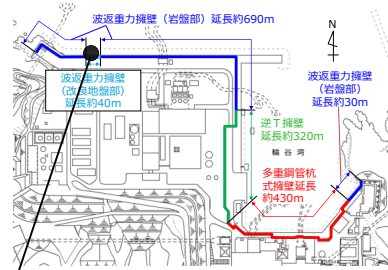 波返重力擁壁（岩盤部）延長約690m
N
波返重力擁壁
（改良地盤部）
延長約40m
波返重力擁壁
（岩盤部）
延長約30m
逆T擁壁
延長約320m
輪谷湾
多重鋼管杭
式擁壁延長
約430m